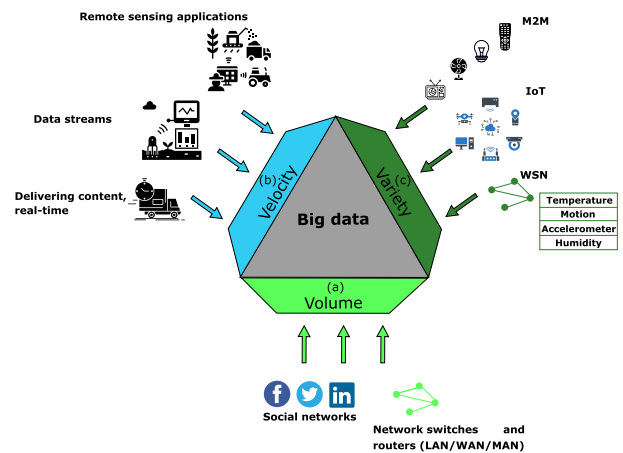 Remote sensing applications
M2M
IoT
Data streams
Delivering content,
real-time
WSN
Temperature
Motion
Accelerometer
Humidity
(b)
Velocity
(c)
Variety
Big data
(a)
Volume
f
in
Social networks
Network switches and
routers (LAN/WAN/MAN)